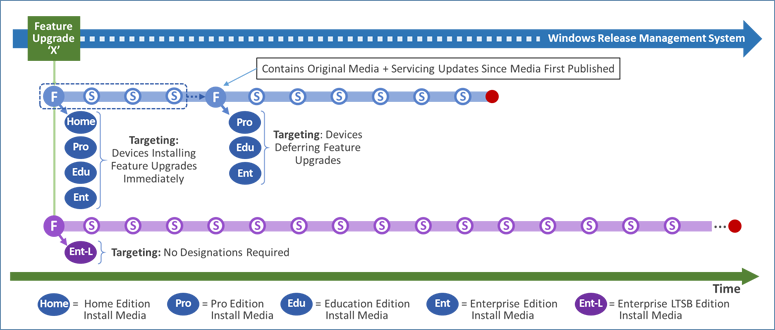 Feature
Upgrade
'X'
Windows Release Management System
Contains Original Media + Servicing Updates Since Media First Published
F S S S F S S S S S S
Home
Pro
Edu
Ent
Targeting:
Devices Installing
Feature Upgrades
Immediately
Pro
Edu
Ent
Targeting: Devices
Deferring Feature
Upgrades
F S S S S S S S S S S S S S S S
Ent-L
Targeting: No Designations Required
Time
Home = Home Edition
Install Media
Pro = Pro Edition
Install Media
Edu = Education Edition
Install Media
Ent = Enterprise Edition
Install Media
Ent-L = Enterprise LTSB Edition
Install Media